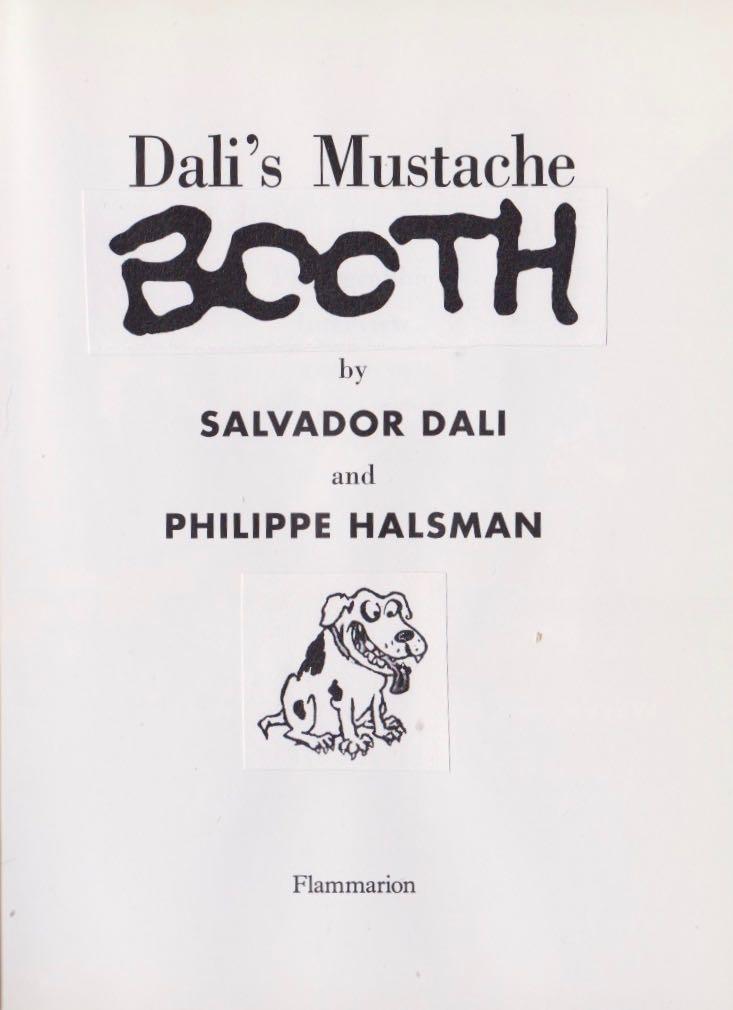 Dali's Mustache
BOOTH
by
SALVADOR DALI
and
PHILIPPE HALSMAN
Flammarion